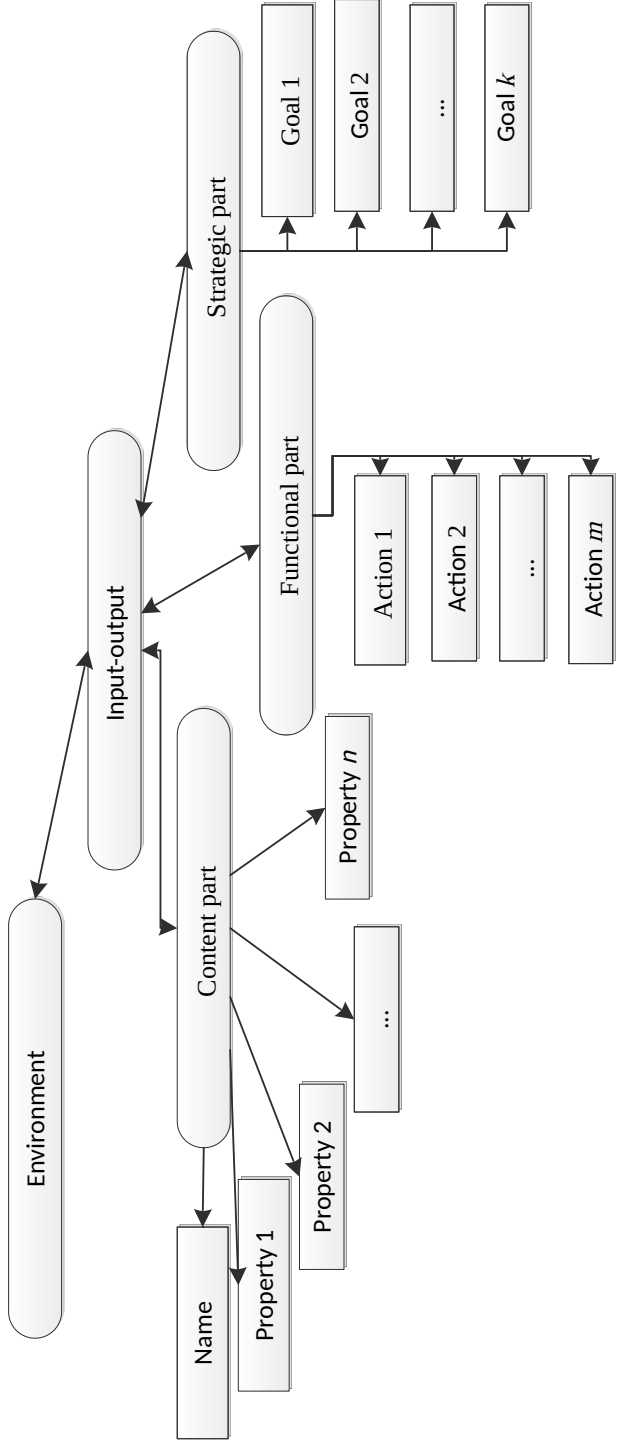 Environment
Input-output
Content part
Functional part
Strategic part
Name
Property 1
Property 2
...
Property n
Action 1
Action 2
...
Action m
Goal 1
Goal 2
...
Goal k